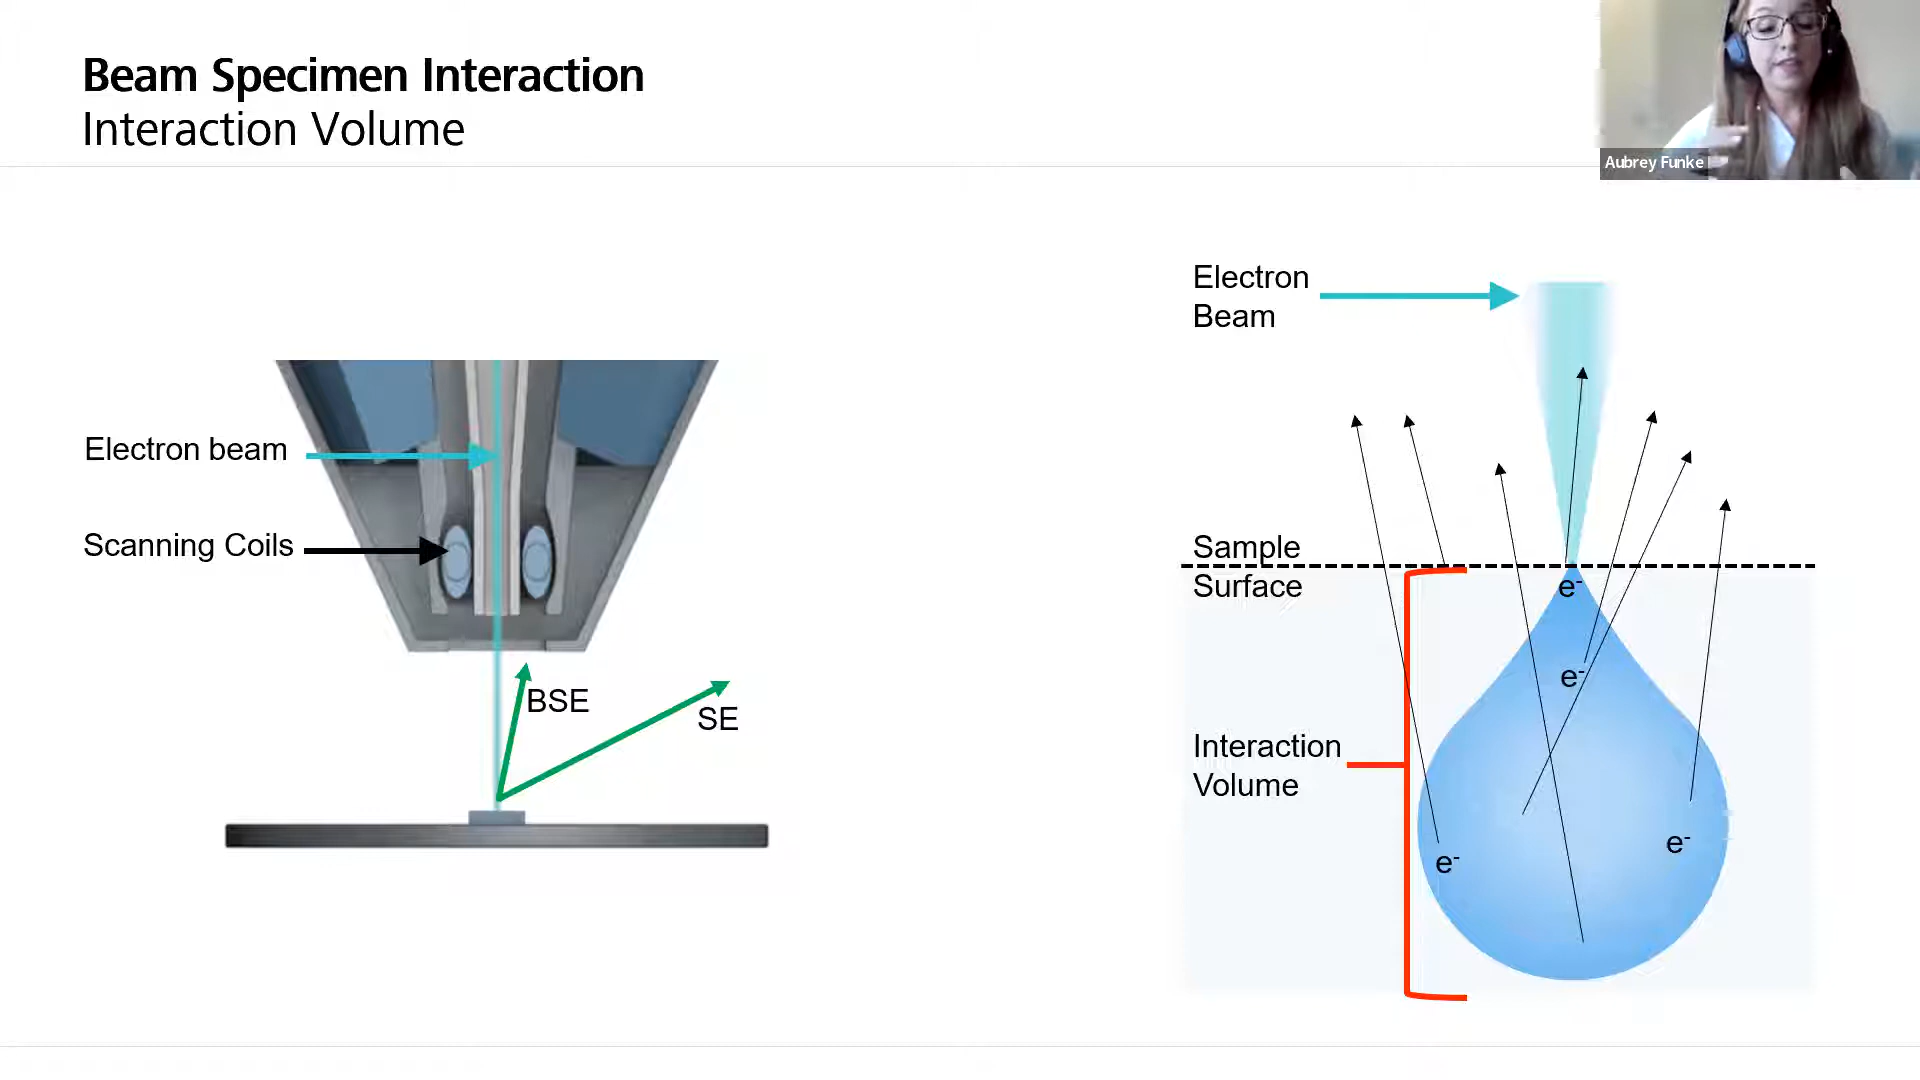 Beam Specimen Interaction
Interaction Volume
Aubrey Funke
Electron beam
Scanning Coils
BSE
SE
Electron
Beam
Sample
Surface
Interaction
Volume
e-
e-
e-
e-